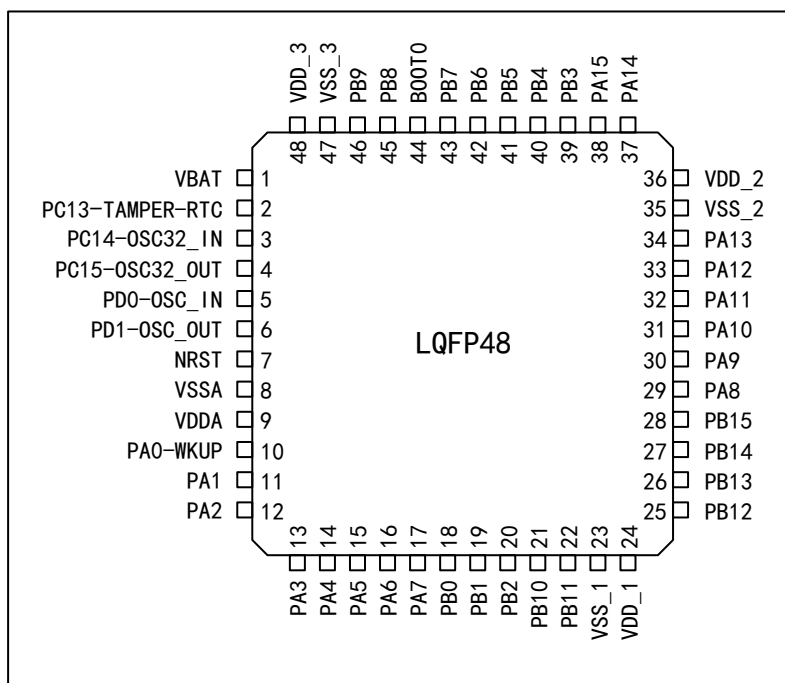 VDD_3
VSS_3
PB9
PB8
BOOT0
PB7
PB6
PB5
PB4
PB3
PA15
PA14
48
47
46
45
44
43
42
41
40
39
38
37
VBAT 1
PC13-TAMPER-RTC 2
PC14-OSC32_IN 3
PC15-OSC32_OUT 4
PD0-OSC_IN 5
PD1-OSC_OUT 6
NRST 7
VSSA 8
VDDA 9
PA0-WKUP 10
PA1 11
PA2 12
LQFP48
36 VDD_2
35 VSS_2
34 PA13
33 PA12
32 PA11
31 PA10
30 PA9
29 PA8
28 PB15
27 PB14
26 PB13
25 PB12
13
14
15
16
17
18
19
20
21
22
23
24
PA3
PA4
PA5
PA6
PA7
PB0
PB1
PB2
PB10
PB11
VSS_1
VDD_1